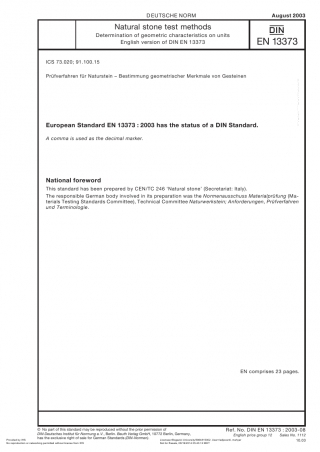 DEUTSCHE NORM
August 2003
Natural stone test methods
Determination of geometric characteristics on units
English version of DIN EN 13373
DIN
EN 13373
ICS 73.020; 91.100.15
Prüfverfahren für Naturstein – Bestimmung geometrischer Merkmale von Gesteinen
European Standard EN 13373 : 2003 has the status of a DIN Standard.
A comma is used as the decimal marker.
National foreword
This standard has been prepared by CEN/TC 246 'Natural stone' (Secretariat: Italy).
The responsible German body involved in its preparation was the Normenausschuss Materialprüfung (Ma-
terials Testing Standards Committee), Technical Committee Naturwerkstein; Anforderungen, Prüfverfahren
und Terminologie.
EN comprises 23 pages.
© No part of this standard may be reproduced without the prior permission of
DIN Deutsches Institut für Normung e.V., Berlin. Beuth Verlag GmbH, 10772 Berlin, Germany,
has the exclusive right of sale for German Standards (DIN-Normen).
Ref. No. DIN EN 13373 : 2003-08
English price group 12 Sales No. 1112
10.03